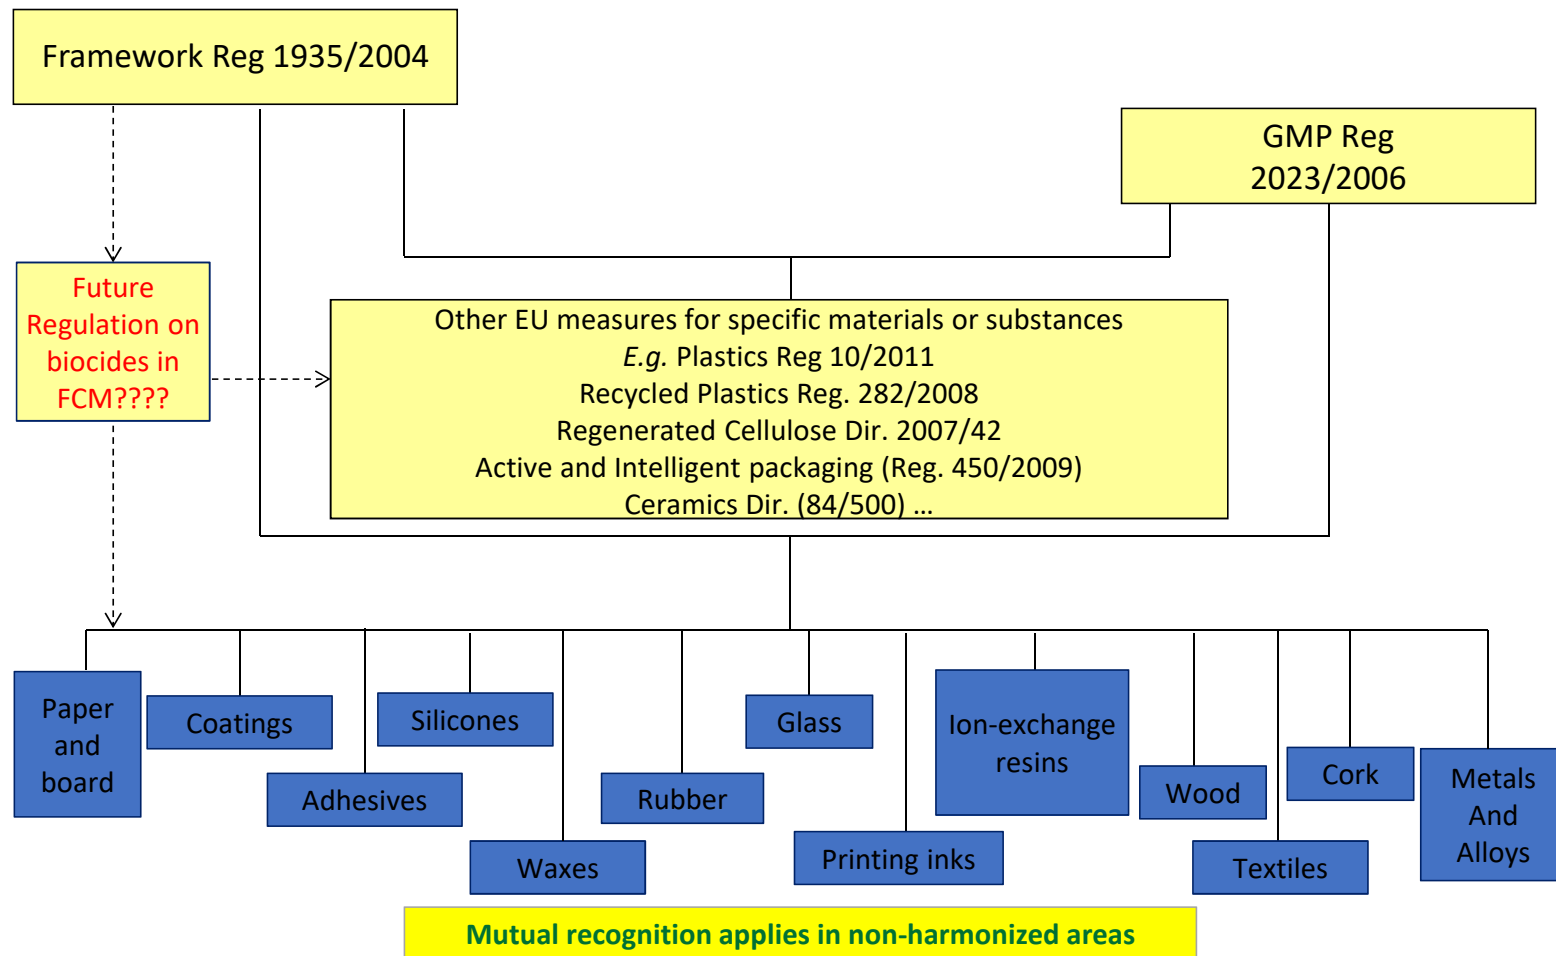 Framework Reg 1935/2004
GMP Reg
2023/2006
Future
Regulation on
biocides in
FCM????
Other EU measures for specific materials or substances
E.g. Plastics Reg 10/2011
Recycled Plastics Reg. 282/2008
Regenerated Cellulose Dir. 2007/42
Active and Intelligent packaging (Reg. 450/2009)
Ceramics Dir. (84/500) ...
Paper
and
board
Coatings
Adhesives
Silicones
Waxes
Rubber
Glass
Printing inks
Ion-exchange
resins
Wood
Textiles
Cork
Metals
And
Alloys
Mutual recognition applies in non-harmonized areas